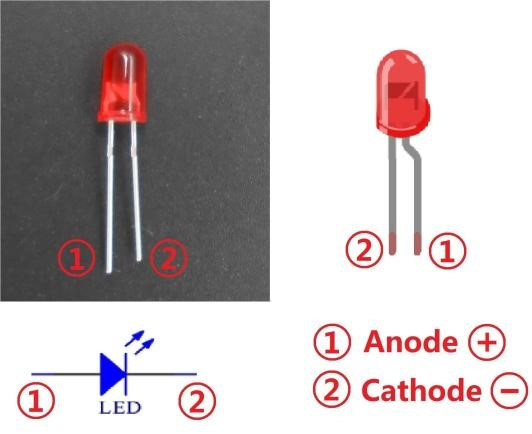 ① ②
② ①
① LED ②
① Anode ⊕
② Cathode ⊖